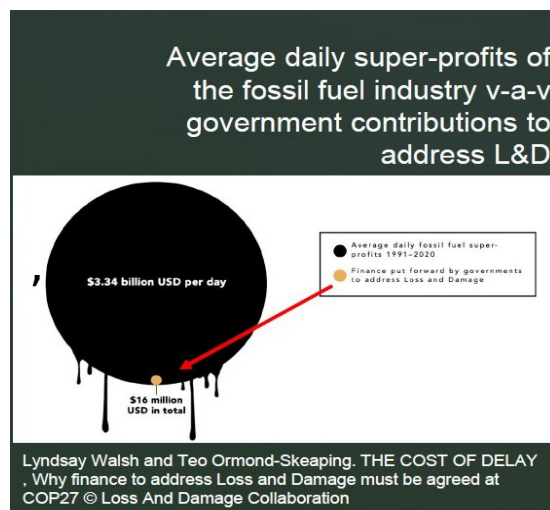 Average daily super-profits of
the fossil fuel industry v-a-v
government contributions to
address L&D
,
$3.34 billion USD per day
Average daily fossil fuel super-
profits 1991–2020
Finance put forward by governments
to address Loss and Damage
$16 million
USD in total
Lyndsay Walsh and Teo Ormond-Skeaping. THE COST OF DELAY
, Why finance to address Loss and Damage must be agreed at
COP27 © Loss And Damage Collaboration